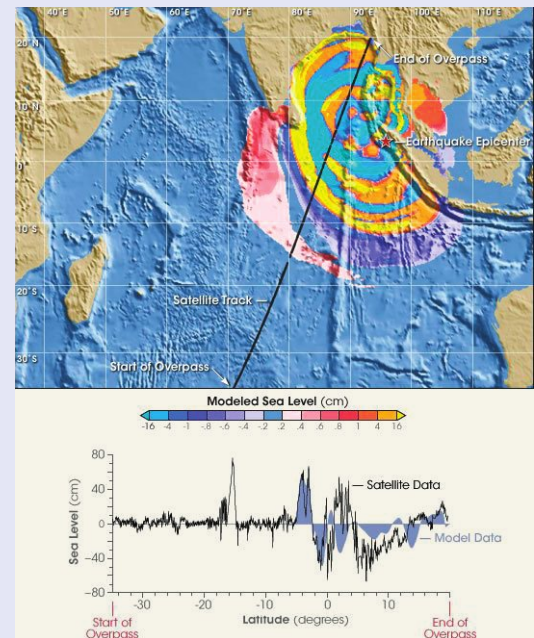 40°E 50°E 60°E 70°E 80°E 90°E 100°E 110°E
20°N
End of Overpass
10°N
Earthquake Epicenter
0°
10°S
20°S
Satellite Track
Start of Overpass
30°S
Modeled Sea Level (cm)
-16 -4 -1 -.8 -.6 -.4 -.2 .2 .4 .6 .8 1 4 16
80
Satellite Data
40
Sea Level (cm)
0
Model Data
-40
-80
-30 -20 -10 0 10
Start of Overpass
Latitude (degrees)
End of Overpass